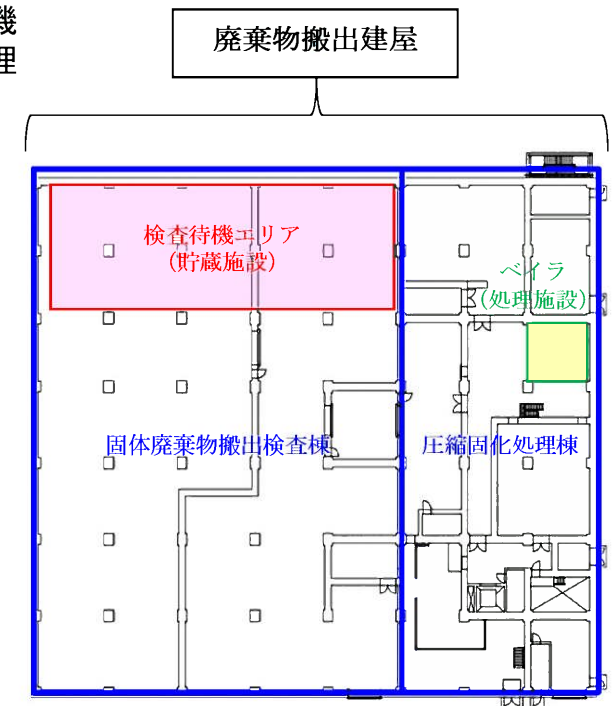 機
理
廃棄物搬出建屋
検査待機エリア
（貯蔵施設）
ベイラ
（処理施設）
固体廃棄物搬出検査棟
圧縮固化処理棟